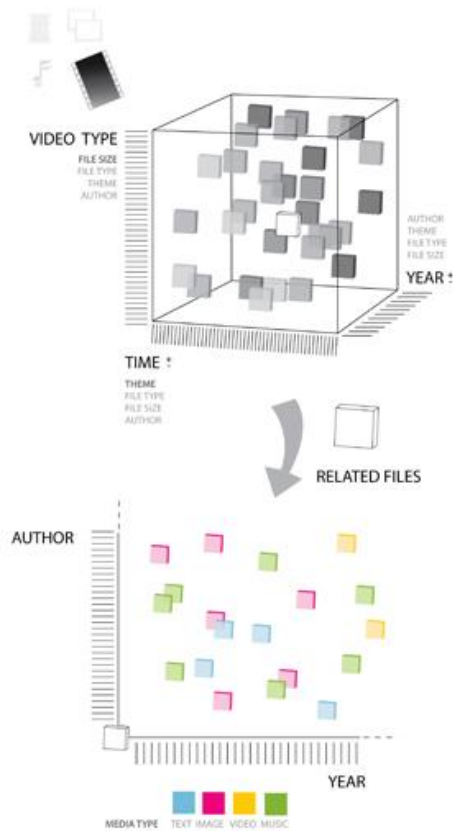 VIDEO TYPE
FILE SIZE
FILE TYPE
THEME
AUTHOR
AUTHOR
THEME
FILE TYPE
FILE SIZE
YEAR
TIME
THEME
FILE TYPE
FILE SIZE
AUTHOR
RELATED FILES
AUTHOR
YEAR
MEDIA TYPE TEXT IMAGE VIDEO MUSIC